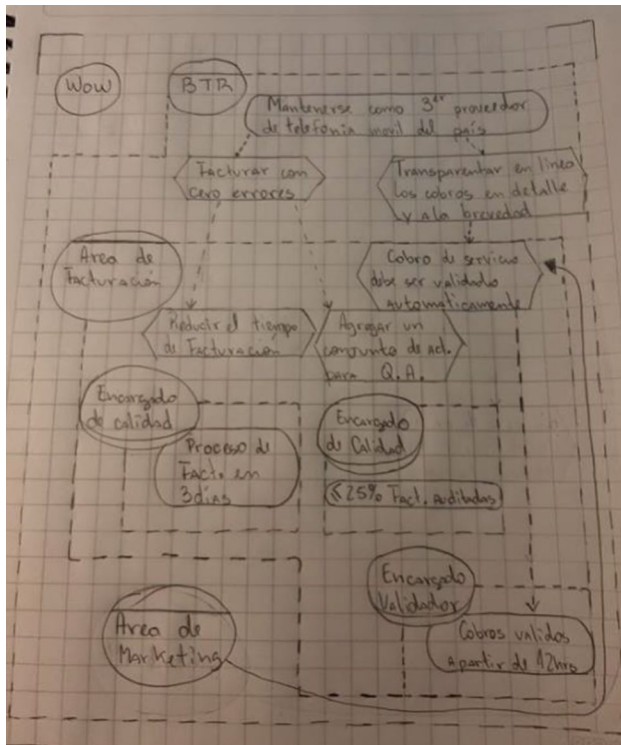 Wow
BTR
Mantenerse como 3er proveedor
de telefonía movil del país
Facturar con
cero errores
Transparentar en linea
los cobros en detalle
y a la brevedad
Area de
Facturación
Cobro de servicio
debe ser validado
automaticamente
Reducir el tiempo
de Facturación
Agregar un
conjunto de act.
para Q.A.
Encargado
de calidad
Proceso de
Fact. en
3 días
Encargado
de Calidad
≤ 25% Fact. auditadas
Encargado
Validador
Cobros validos
apartir de 12hrs
Area de
Marketing